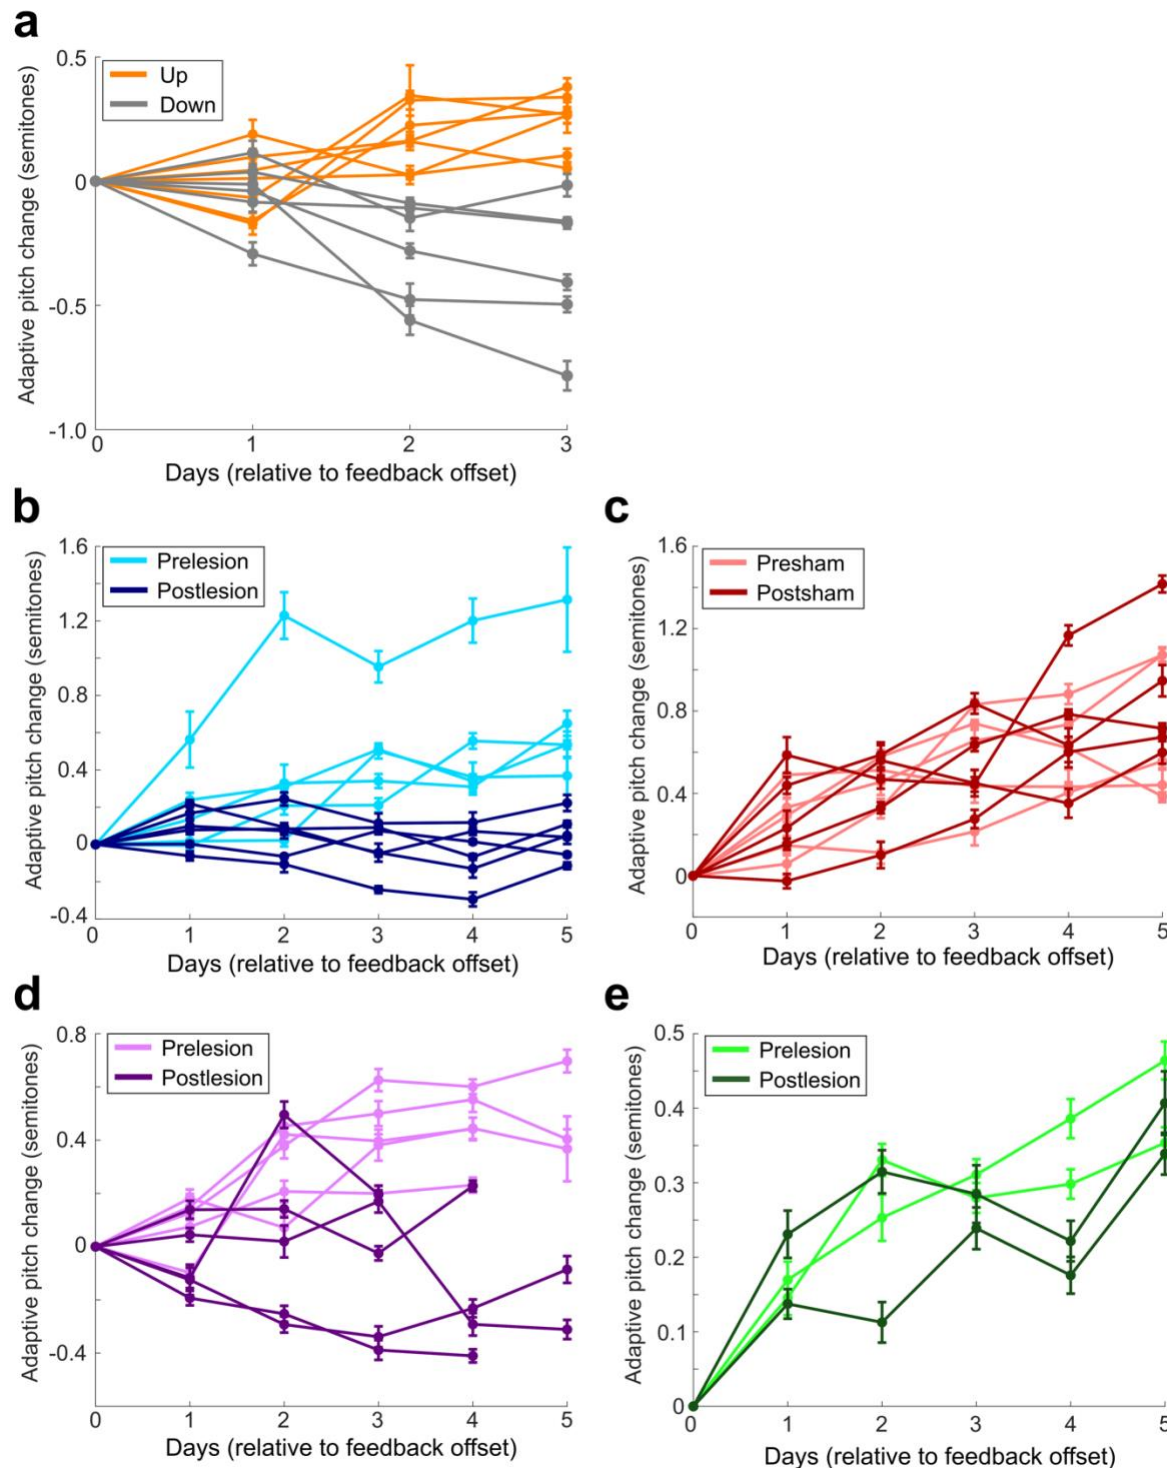 a
Adaptive pitch change (semitones)
0.5
0
-0.5
-1.0
Up
Down
0 1 2 3
Days (relative to feedback offset)
b
Adaptive pitch change (semitones)
1.6
1.2
0.8
0.4
0
-0.4
Prelesion
Postlesion
0 1 2 3 4 5
Days (relative to feedback offset)
c
Adaptive pitch change (semitones)
1.6
1.2
0.8
0.4
0
Presham
Postsham
0 1 2 3 4 5
Days (relative to feedback offset)
d
Adaptive pitch change (semitones)
0.8
0.4
0
-0.4
Prelesion
Postlesion
0 1 2 3 4 5
Days (relative to feedback offset)
e
Adaptive pitch change (semitones)
0.5
0.4
0.3
0.2
0.1
0
Prelesion
Postlesion
0 1 2 3 4 5
Days (relative to feedback offset)